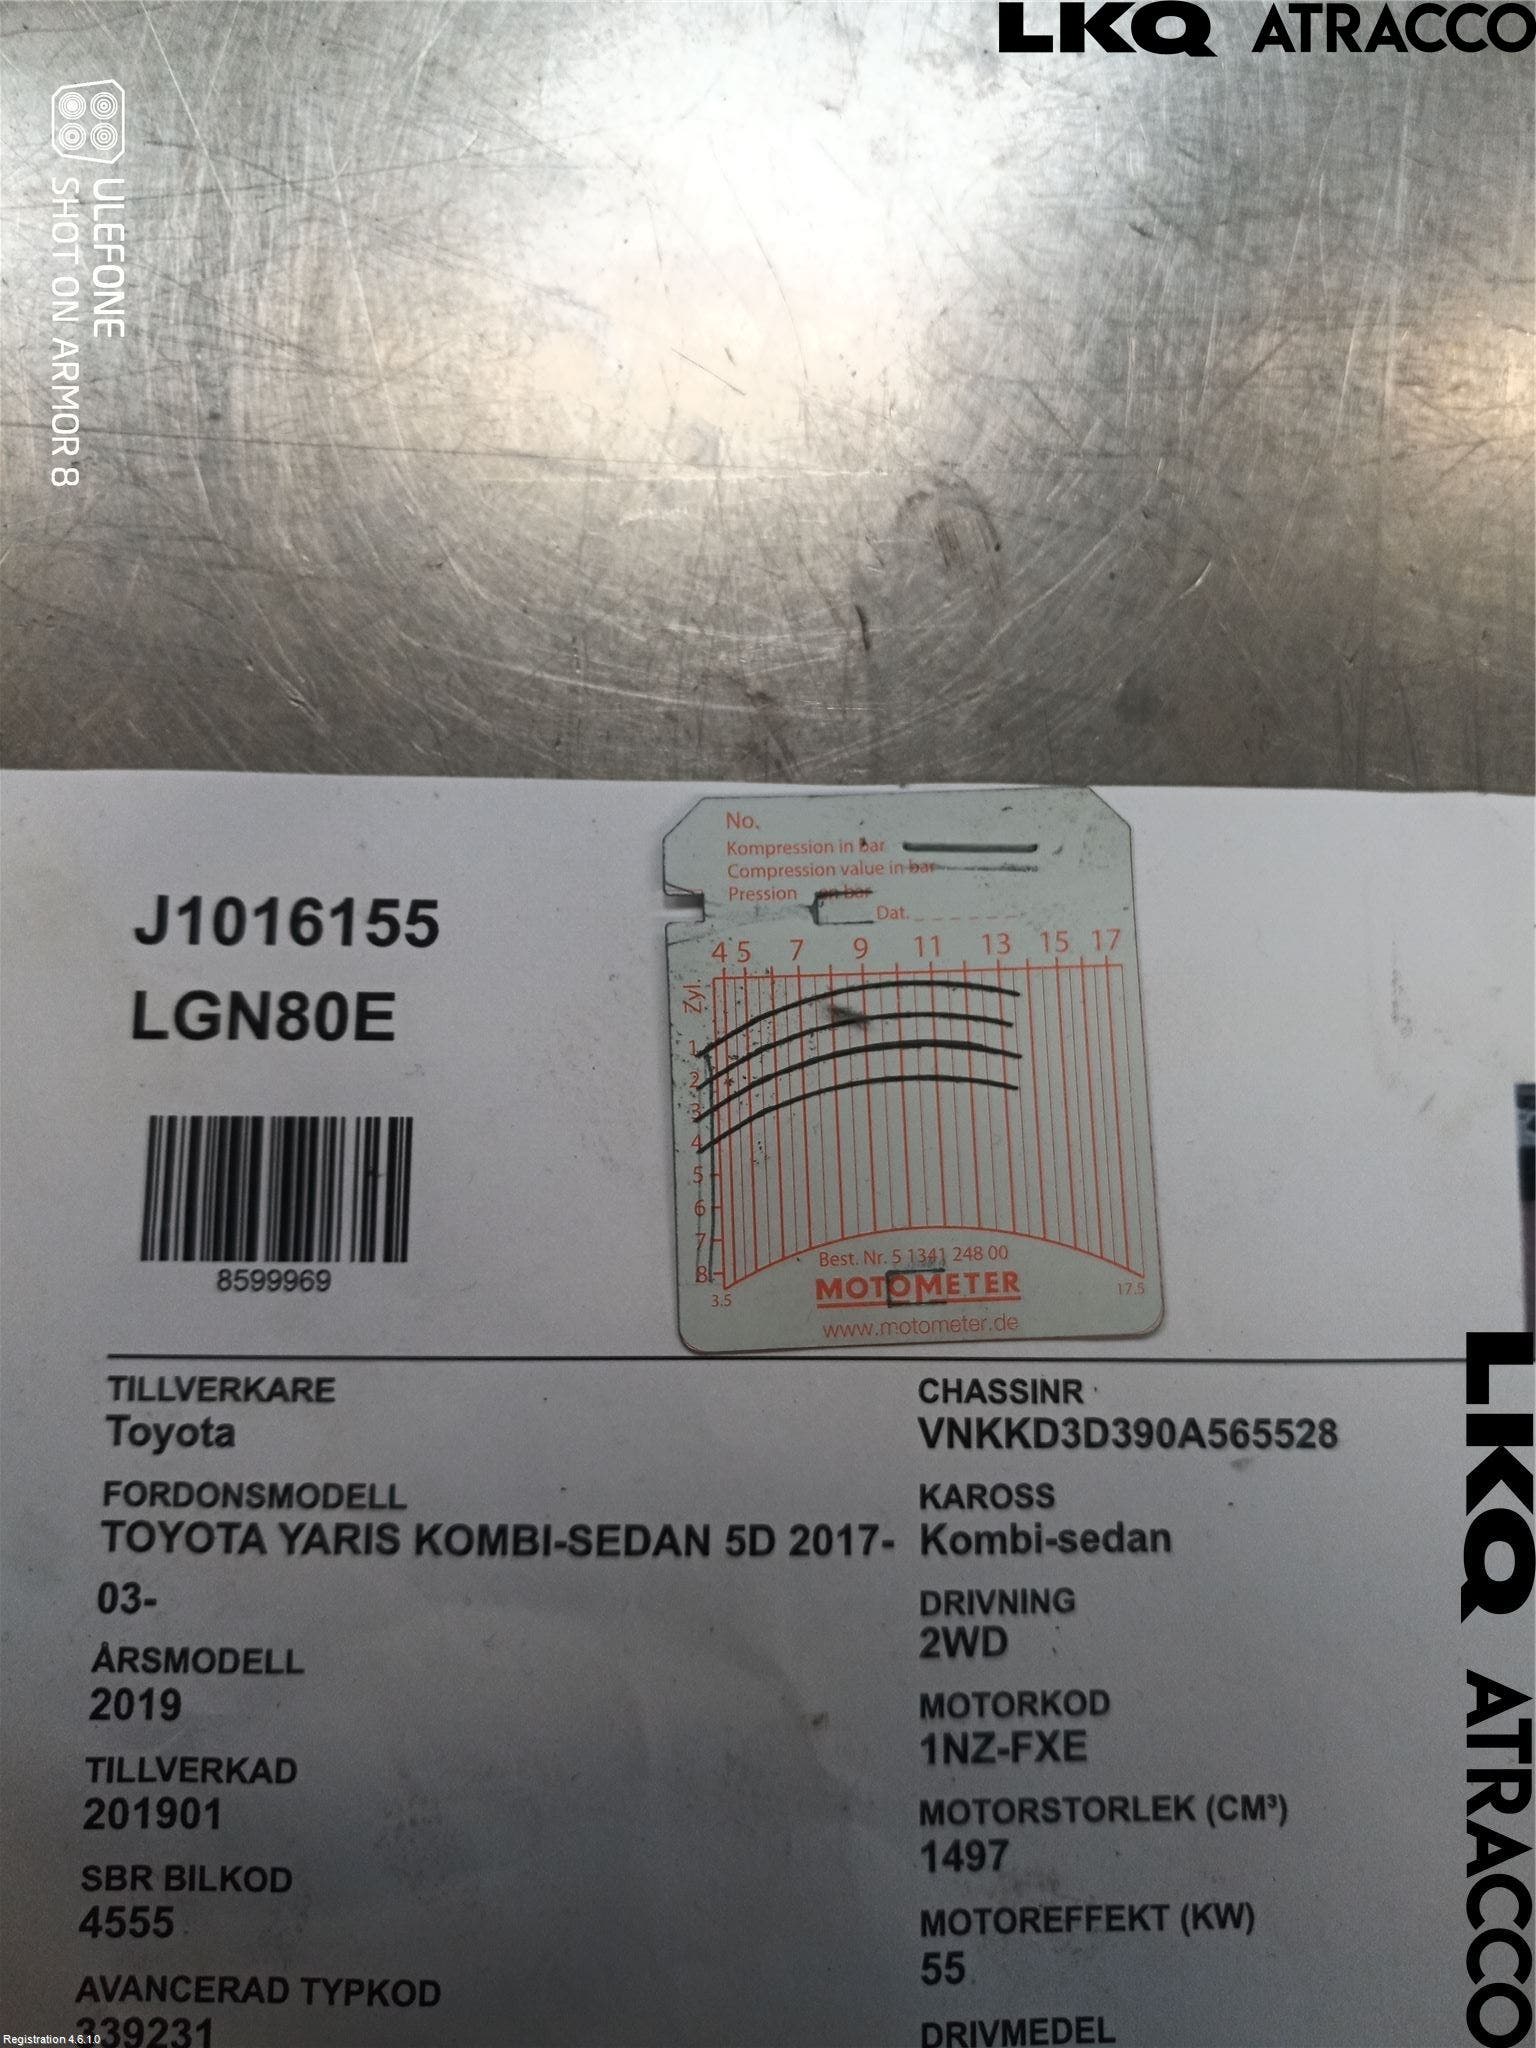 LKQ ATRACCO
ULEFONE
SHOT ON ARMOR 8
No.
Kompression in bar
Compression value in bar
Pression en bar
Dat.
4 5 7 9 11 13 15 17
Zyl.
1
2
3
4
5
6
7
8
3.5
17.5
Best. Nr. 5 1341 248 00
MOTOMETER
www.motometer.de
J1016155
LGN80E
8599969
TILLVERKARE
Toyota
FORDONSMODELL
TOYOTA YARIS KOMBI-SEDAN 5D 2017-
03-
ÅRSMODELL
2019
TILLVERKAD
201901
SBR BILKOD
4555
AVANCERAD TYPKOD
339231
CHASSINR
VNKKD3D390A565528
KAROSS
Kombi-sedan
DRIVNING
2WD
MOTORKOD
1NZ-FXE
MOTORSTORLEK (CM³)
1497
MOTOREFFEKT (KW)
55
DRIVMEDEL
LKQ ATRACCO
Registration 4.6.1.0